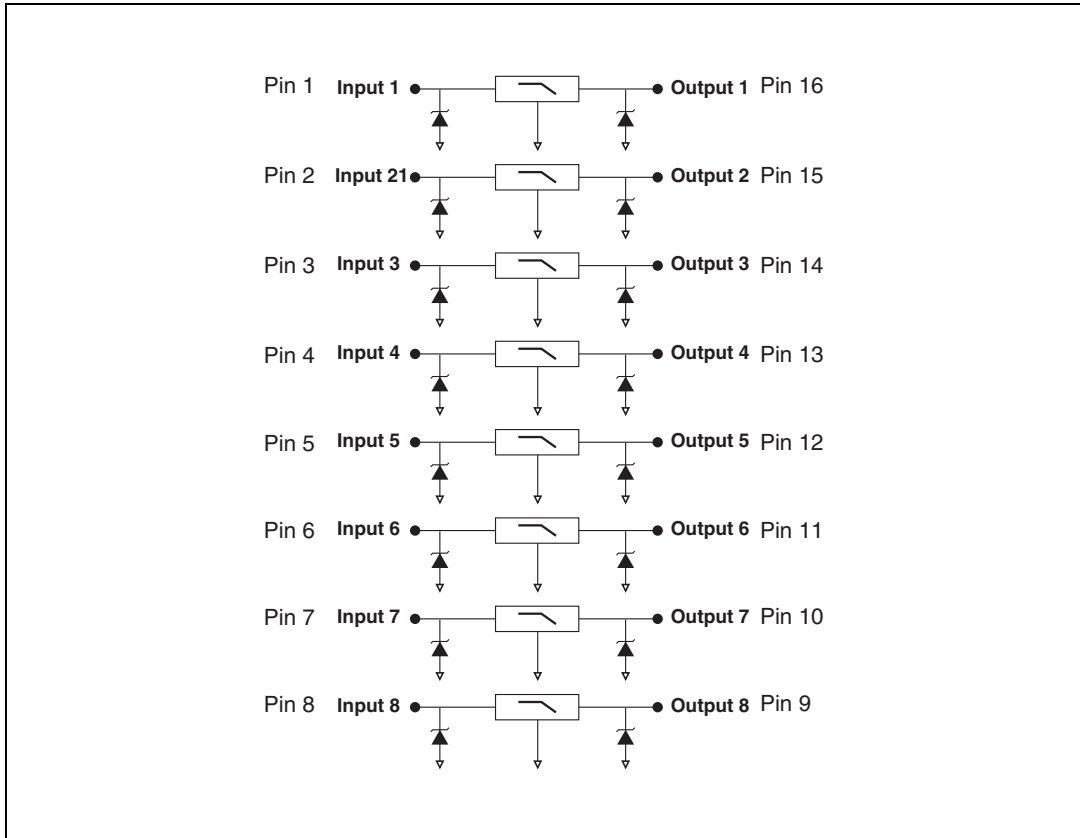 Pin 1 Input 1 Output 1 Pin 16
Pin 2 Input 21 Output 2 Pin 15
Pin 3 Input 3 Output 3 Pin 14
Pin 4 Input 4 Output 4 Pin 13
Pin 5 Input 5 Output 5 Pin 12
Pin 6 Input 6 Output 6 Pin 11
Pin 7 Input 7 Output 7 Pin 10
Pin 8 Input 8 Output 8 Pin 9